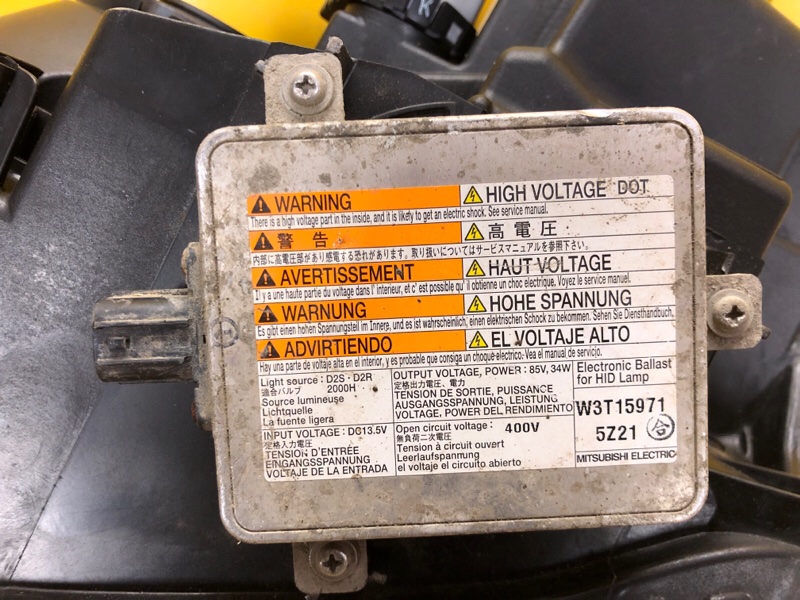 WARNING HIGH VOLTAGE DOT
There is a high voltage part in the inside, and it is likely to get an electric shock. See service manual.
警告 高電圧
内部に高電圧部があり感電する恐れがあります。取り扱いについてはサービスマニュアルを参照下さい。
AVERTISSEMENT HAUT VOLTAGE
Il y a une haute partie du voltage dans l' interieur, et c' est possible qu' il obtienne un choc electrique. Voyez le service manuel.
WARNUNG HOHE SPANNUNG
Es gibt einen hohen Spannungsteil im Innere, und es ist wahrscheinlich, einen elektrischen Schock zu bekommen. Sehen Sie Diensthandbuch.
ADVIRTIENDO EL VOLTAJE ALTO
Hay una parte de voltaje alta en el interior, y es probable que consiga un choque electrico. Vea el manual de servicio.
Light source : D2S · D2R
適合バルブ 2000H
Source lumineuse
Lichtquelle
La fuente ligera
OUTPUT VOLTAGE, POWER : 85V, 34W
定格出力電圧、電力
TENSION DE SORTIE, PUISSANCE
AUSGANGSSPANNUNG, LEISTUNG
VOLTAGE, POWER DEL RENDIMIENTO
Electronic Ballast
for HID Lamp
W3T15971
5Z21 合
MITSUBISHI ELECTRIC
INPUT VOLTAGE : DC13.5V
定格入力電圧
TENSION D'ENTRÉE
EINGANGSSPANNUNG
VOLTAJE DE LA ENTRADA
Open circuit voltage : 400V
無負荷二次電圧
Tension à circuit ouvert
Leerlaufspannung
el voltaje el circuito abierto
K